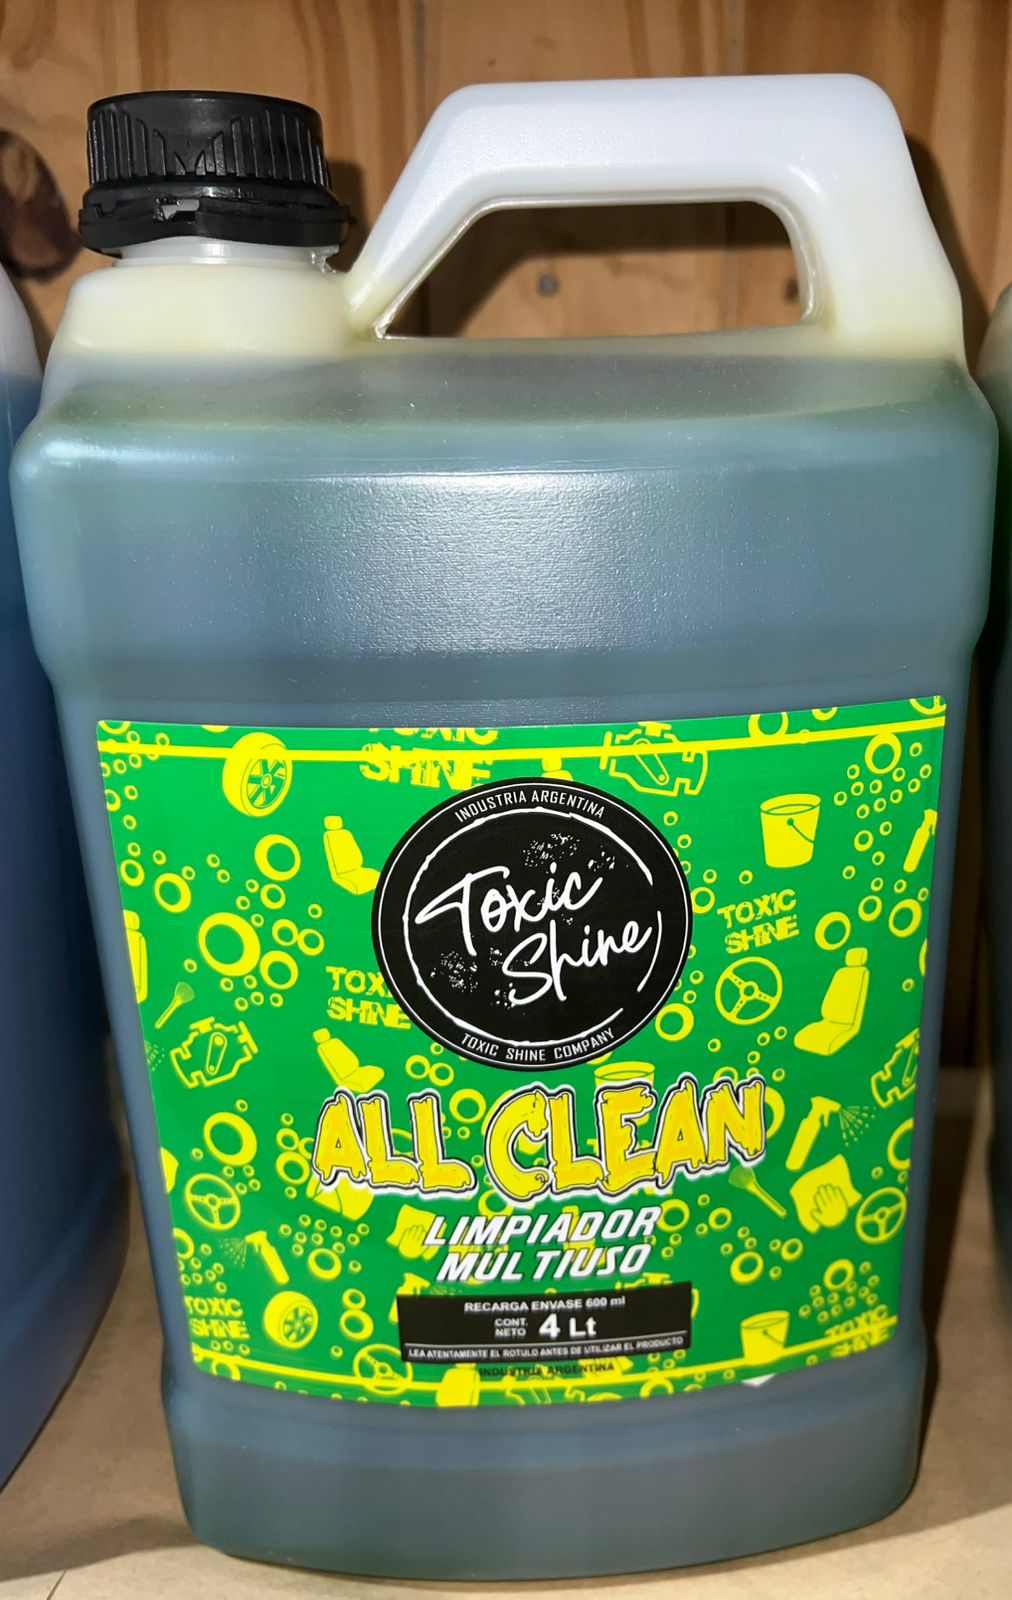 TOXIC
SHINE
INDUSTRIA ARGENTINA
Toxic
Shine
TOXIC SHINE COMPANY
TOXIC
SHINE
TOXIC
SHINE
ALL CLEAN
LIMPIADOR
MULTIUSO
RECARGA ENVASE 600 ml
CONT.
NETO 4 Lt
LEA ATENTAMENTE EL ROTULO ANTES DE UTILIZAR EL PRODUCTO
INDUSTRIA ARGENTINA
TOXIC
SHINE
TOXIC
SHINE